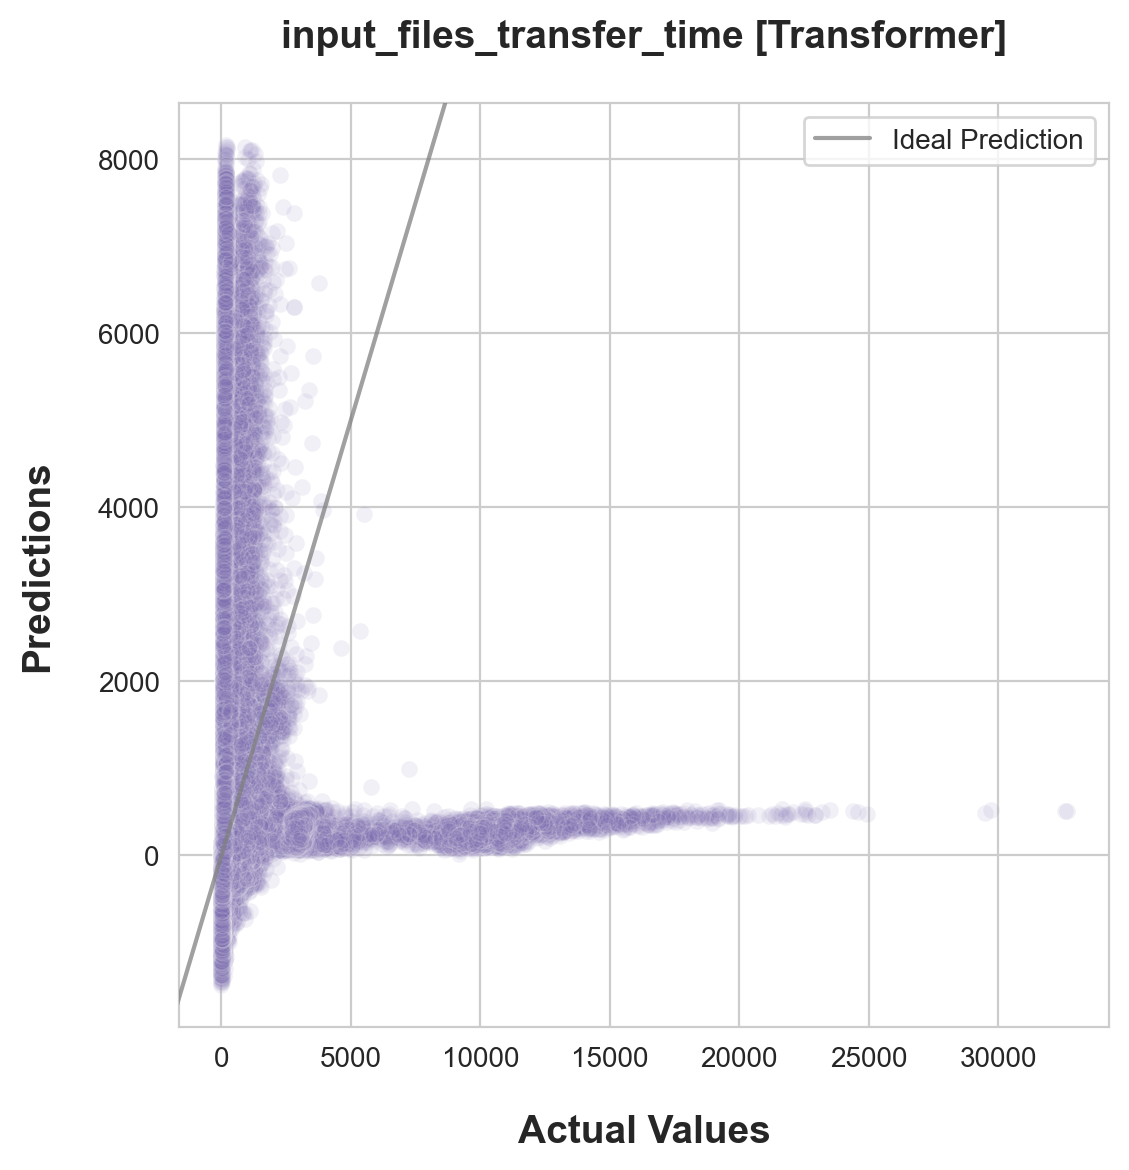 input_files_transfer_time [Transformer]
Ideal Prediction
8000
6000
4000
2000
0
Predictions
0 5000 10000 15000 20000 25000 30000
Actual Values